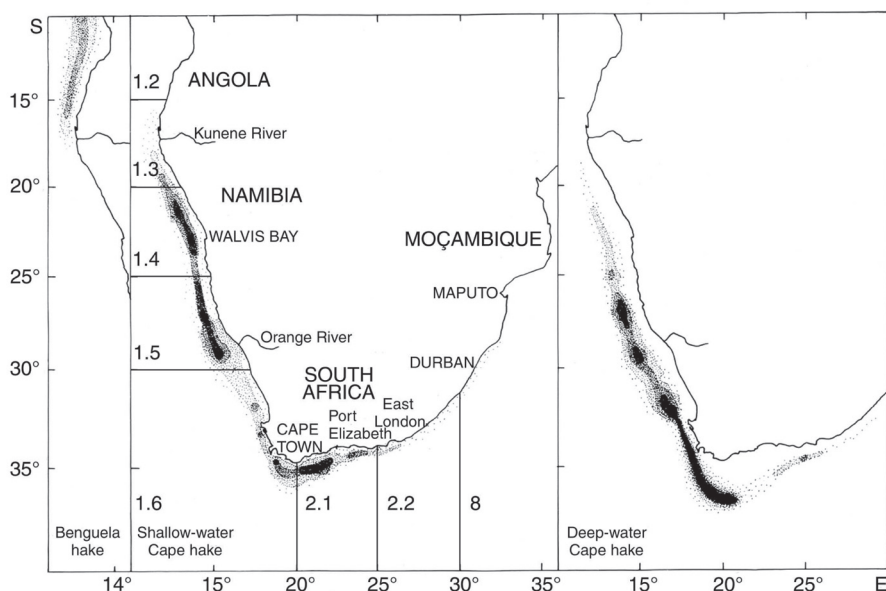 S
1.2
ANGOLA
15°
Kunene River
1.3
20°
NAMIBIA
WALVIS BAY
MOÇAMBIQUE
1.4
25°
MAPUTO
Orange River
1.5
DURBAN
30°
SOUTH
AFRICA
East
London
Port
Elizabeth
CAPE
TOWN
35°
1.6
2.1
2.2
8
Benguela
hake
Shallow-water
Cape hake
Deep-water
Cape hake
14°
15°
20°
25°
30°
35°
15°
20°
25°
E